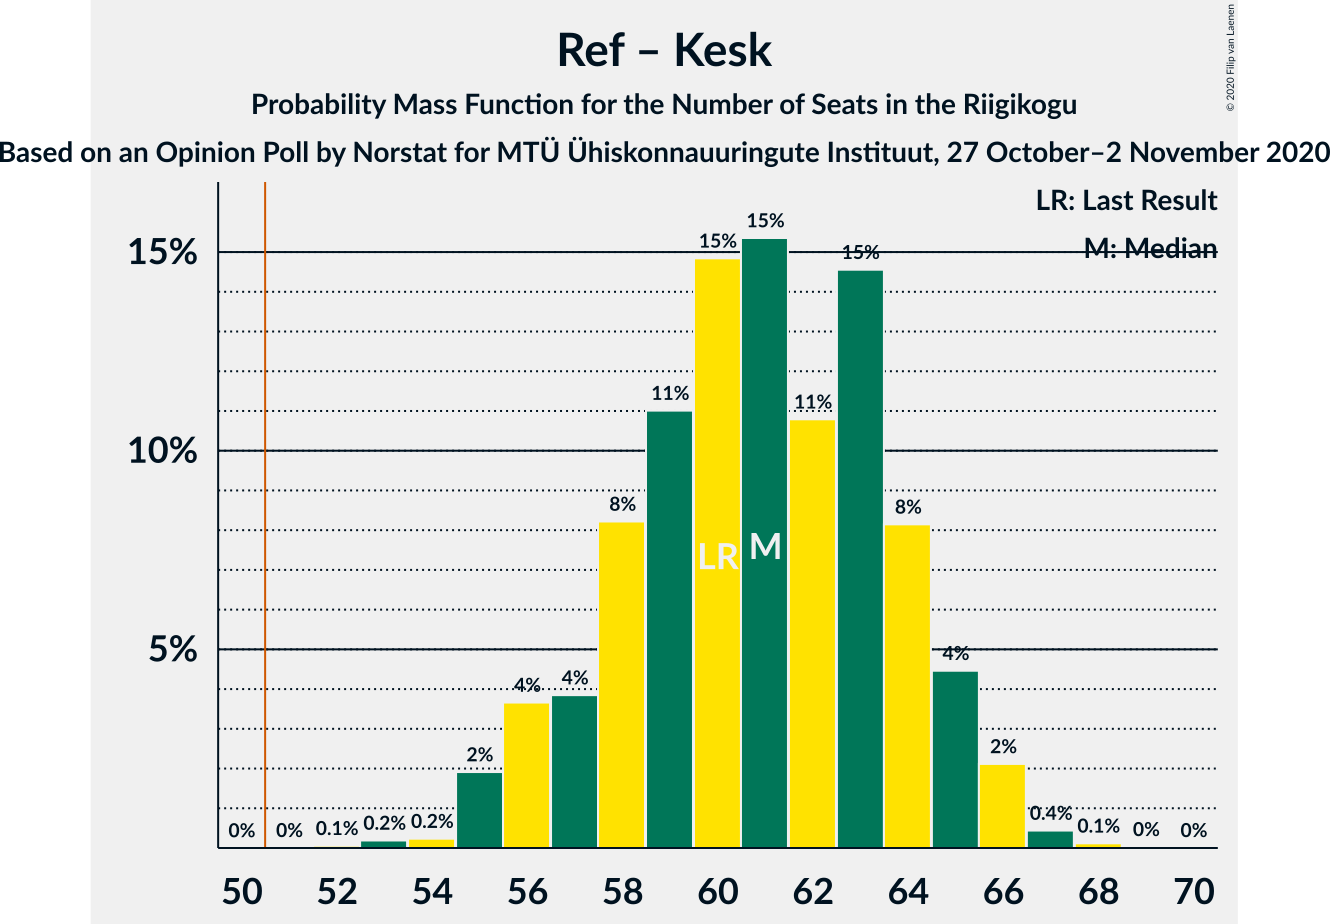 Ref – Kesk
Probability Mass Function for the Number of Seats in the Riigikogu
Based on an Opinion Poll by Norstat for MTÜ Ühiskonnauuringute Instituut, 27 October–2 November 2020
© 2020 Filip van Laenen
LR: Last Result
M: Median
15%
10%
5%
0% 0% 0.1% 0.2% 0.2% 2% 4% 4% 8% 11% 15% 15% 11% 15% 8% 4% 2% 0.4% 0.1% 0% 0%
LR M
50 52 54 56 58 60 62 64 66 68 70